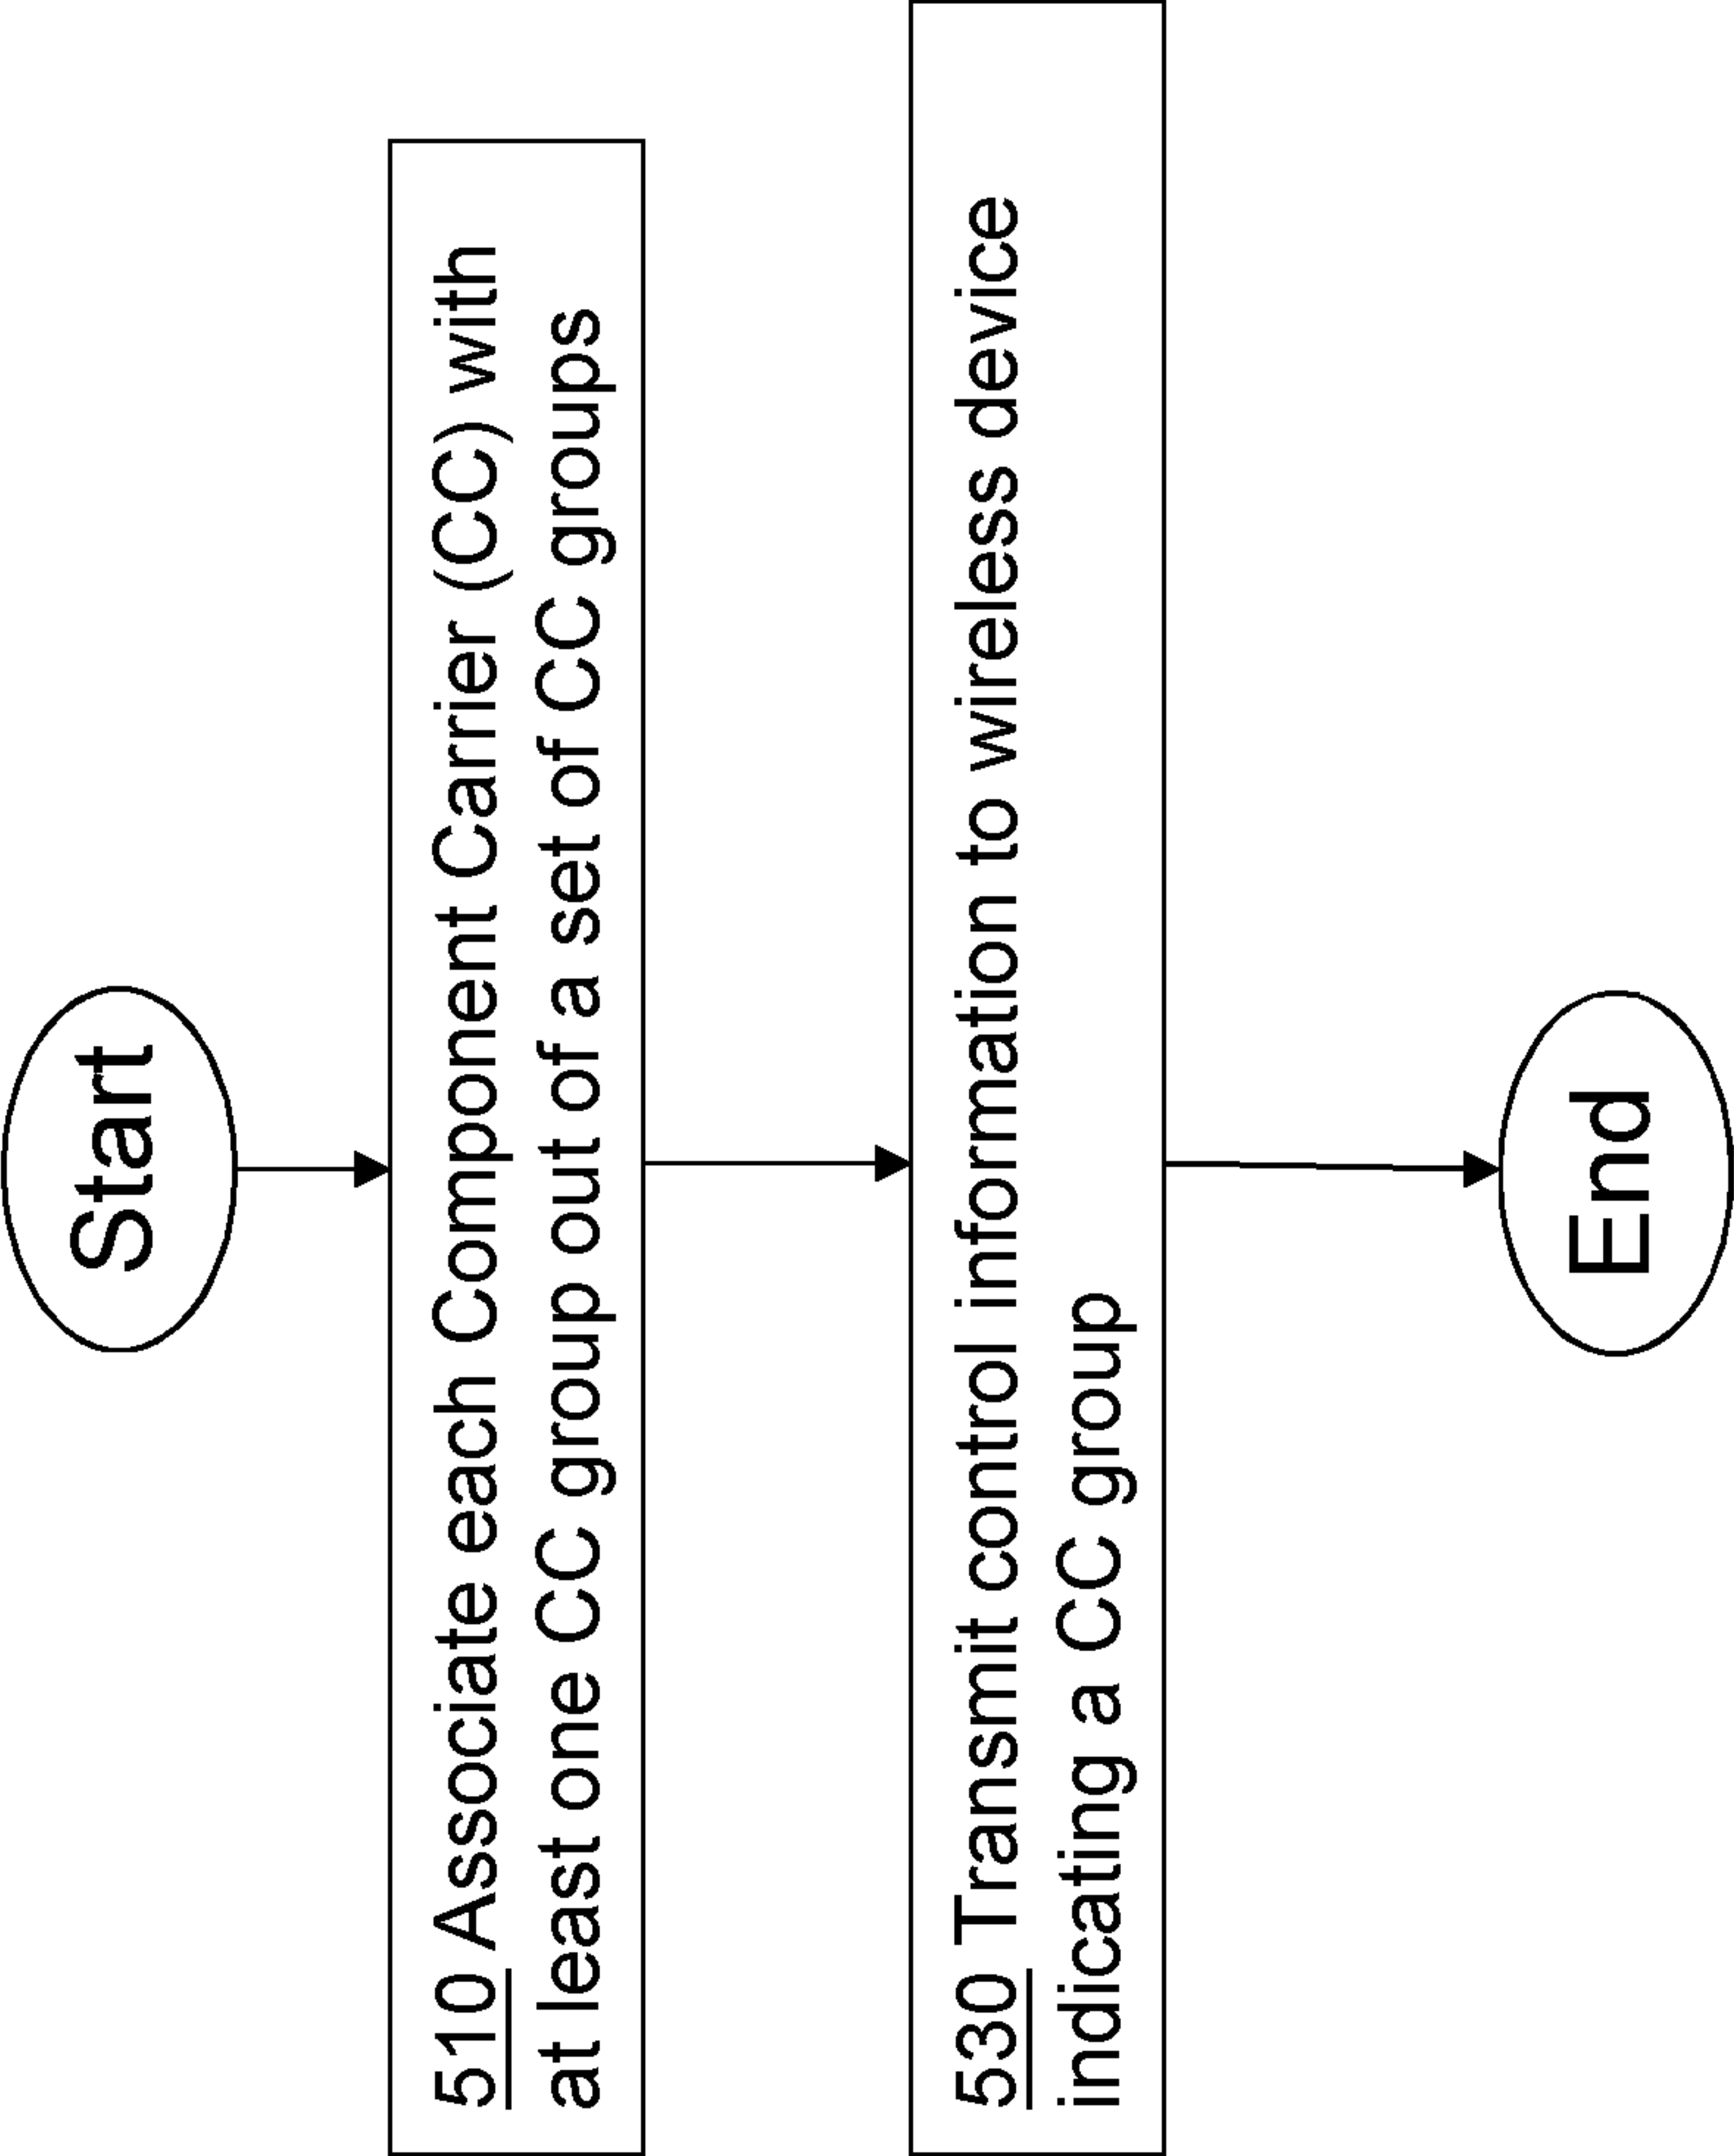 Start
510 Associate each Component Carrier (CC) with
at least one CC group out of a set of CC groups
530 Transmit control information to wireless device
indicating a CC group
End